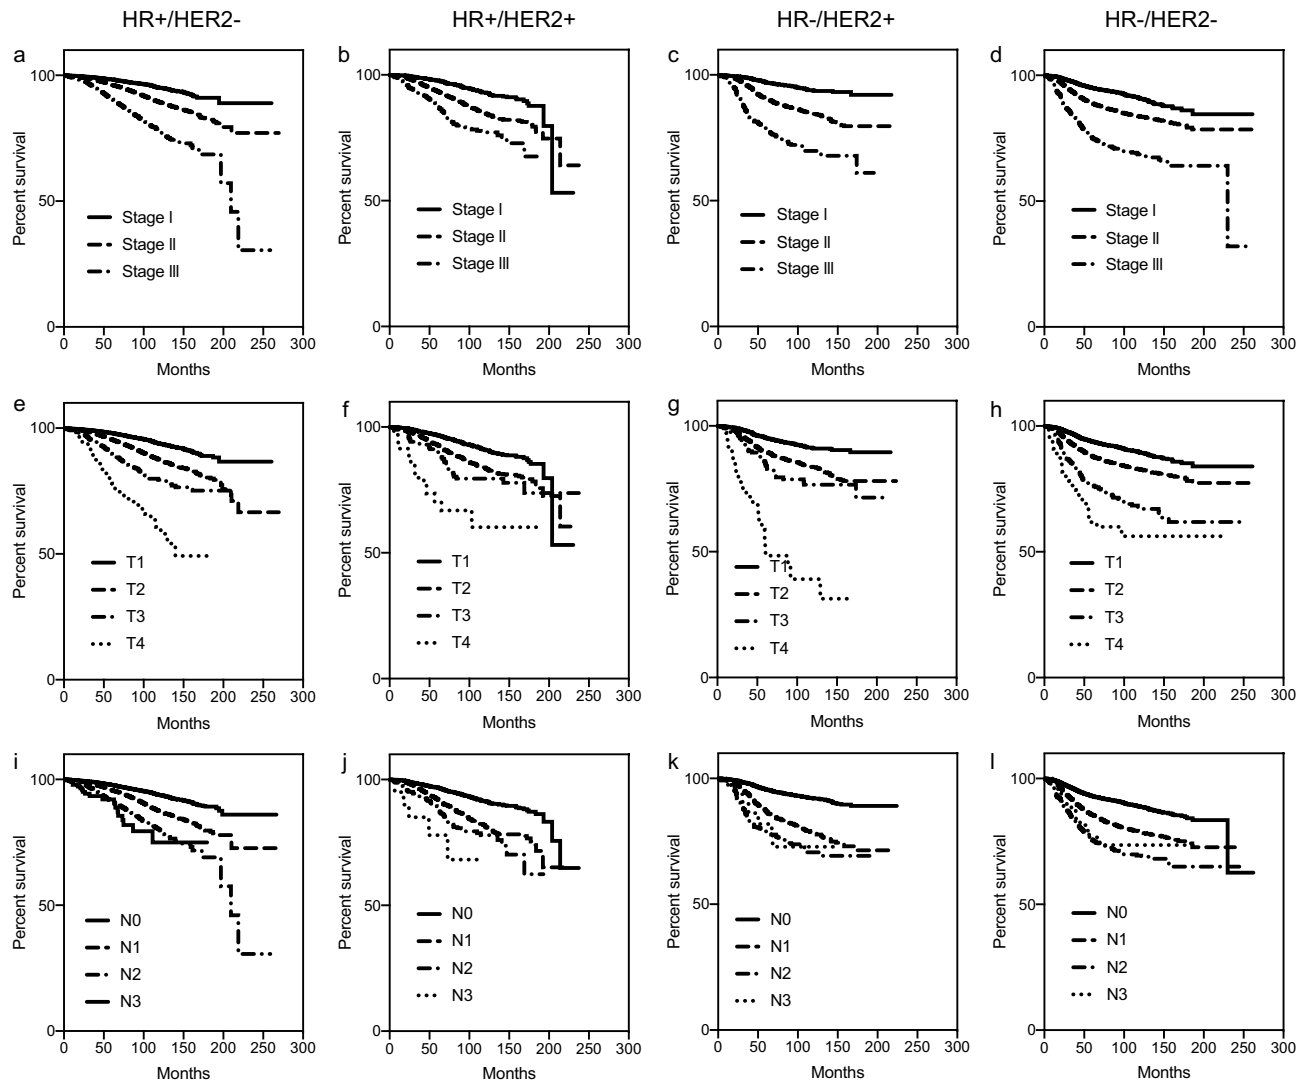 HR+/HER2- HR+/HER2+ HR-/HER2+ HR-/HER2-
a
100
50
0
Percent survival
Stage I
Stage II
Stage III
0 50 100 150 200 250 300
Months
b
100
50
0
Percent survival
Stage I
Stage II
Stage III
0 50 100 150 200 250 300
Months
c
100
50
0
Percent survival
Stage I
Stage II
Stage III
0 50 100 150 200 250 300
Months
d
100
50
0
Percent survival
Stage I
Stage II
Stage III
0 50 100 150 200 250 300
Months
e
100
50
0
Percent survival
T1
T2
T3
T4
0 50 100 150 200 250 300
Months
f
100
50
0
Percent survival
T1
T2
T3
T4
0 50 100 150 200 250 300
Months
g
100
50
0
Percent survival
T1
T2
T3
T4
0 50 100 150 200 250 300
Months
h
100
50
0
Percent survival
T1
T2
T3
T4
0 50 100 150 200 250 300
Months
i
100
50
0
Percent survival
N0
N1
N2
N3
0 50 100 150 200 250 300
Months
j
100
50
0
Percent survival
N0
N1
N2
N3
0 50 100 150 200 250 300
Months
k
100
50
0
Percent survival
N0
N1
N2
N3
0 50 100 150 200 250 300
Months
l
100
50
0
Percent survival
N0
N1
N2
N3
0 50 100 150 200 250 300
Months